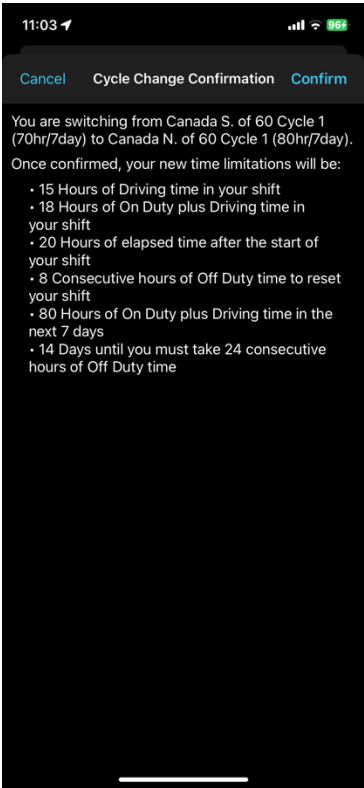 11:03
96
Cancel Cycle Change Confirmation Confirm
You are switching from Canada S. of 60 Cycle 1
(70hr/7day) to Canada N. of 60 Cycle 1 (80hr/7day).
Once confirmed, your new time limitations will be:
• 15 Hours of Driving time in your shift
• 18 Hours of On Duty plus Driving time in
your shift
• 20 Hours of elapsed time after the start of
your shift
• 8 Consecutive hours of Off Duty time to reset
your shift
• 80 Hours of On Duty plus Driving time in the
next 7 days
• 14 Days until you must take 24 consecutive
hours of Off Duty time